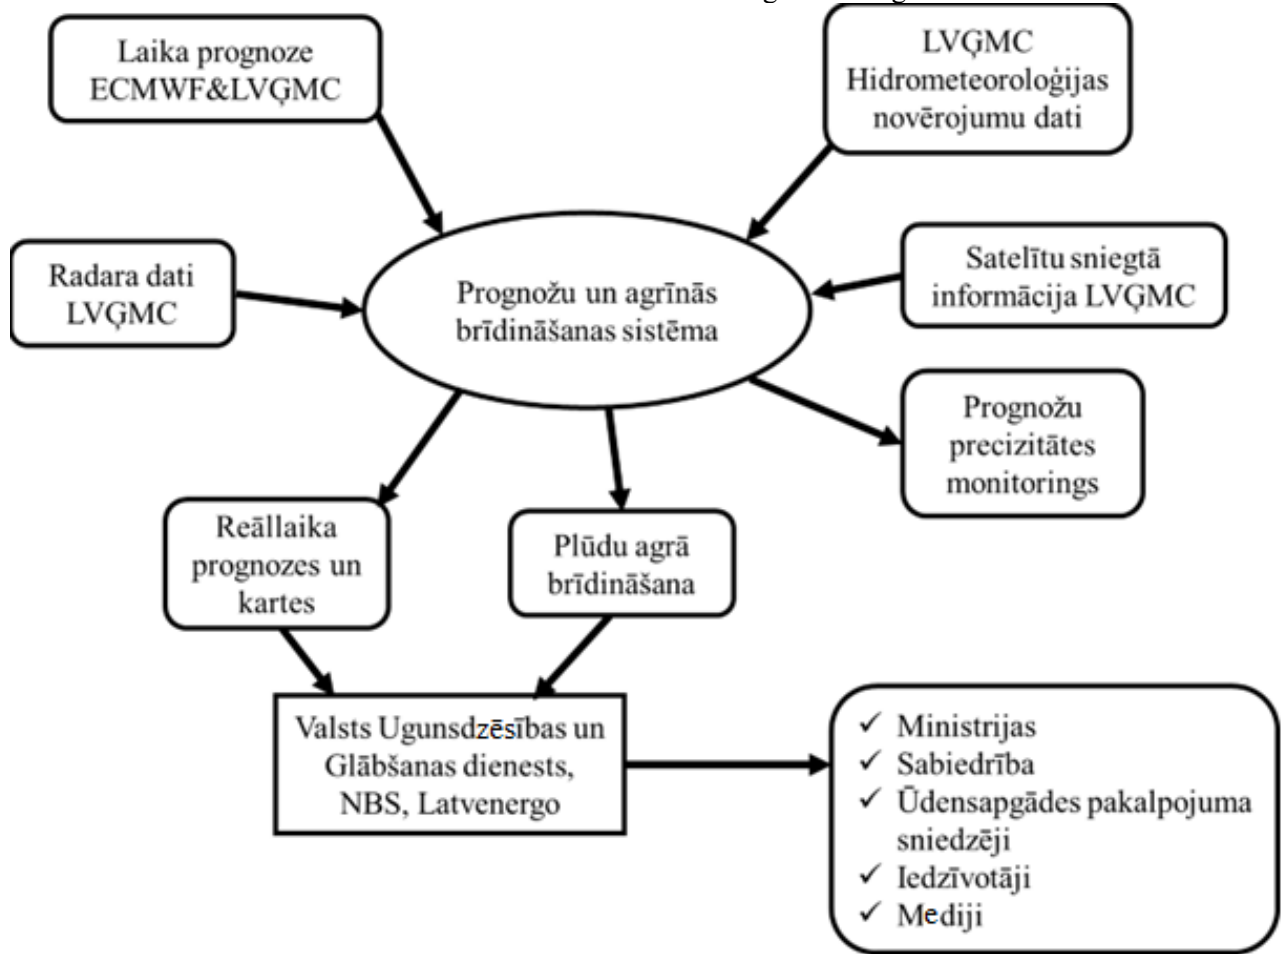 Laika prognoze
ECMWF&LVĢMC
LVĢMC
Hidrometeoroloģijas
novērojumu dati
Radara dati
LVĢMC
Prognožu un agrīnās
brīdināšanas sistēma
Satelītu sniegtā
informācija LVĢMC
Prognožu
precizitātes
monitorings
Reāllaika
prognozes un
kartes
Plūdu agrā
brīdināšana
Valsts Ugunsdzēsības un
Glābšanas dienests,
NBS, Latvenergo
✓ Ministrijas
✓ Sabiedrība
✓ Ūdensapgādes pakalpojuma
sniedzēji
✓ Iedzīvotāji
✓ Mediji